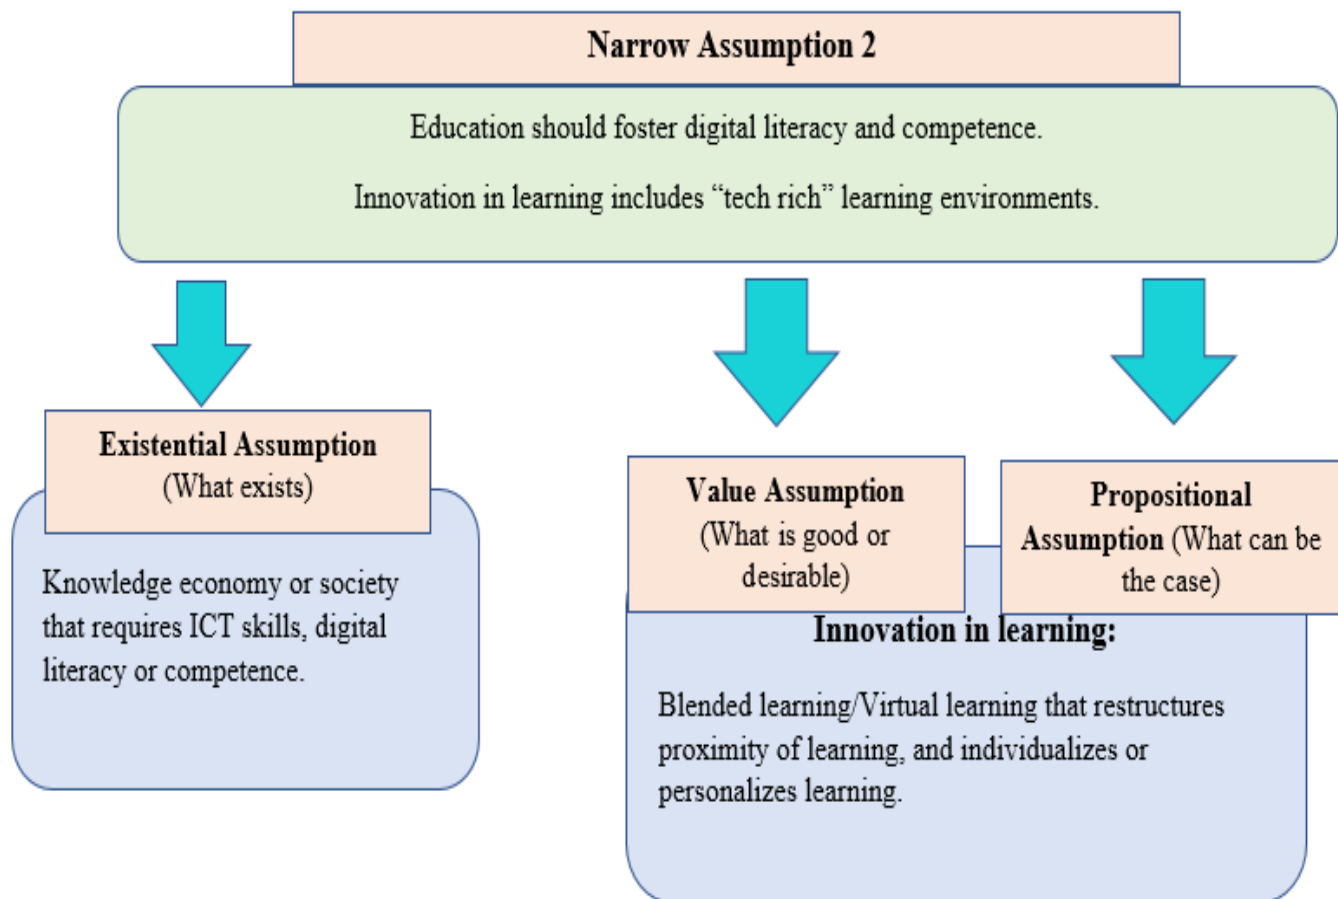 Narrow Assumption 2
Education should foster digital literacy and competence.
Innovation in learning includes “tech rich” learning environments.
Existential Assumption
(What exists)
Knowledge economy or society
that requires ICT skills, digital
literacy or competence.
Value Assumption
(What is good or
desirable)
Propositional
Assumption (What can be
the case)
Innovation in learning:
Blended learning/Virtual learning that restructures
proximity of learning, and individualizes or
personalizes learning.